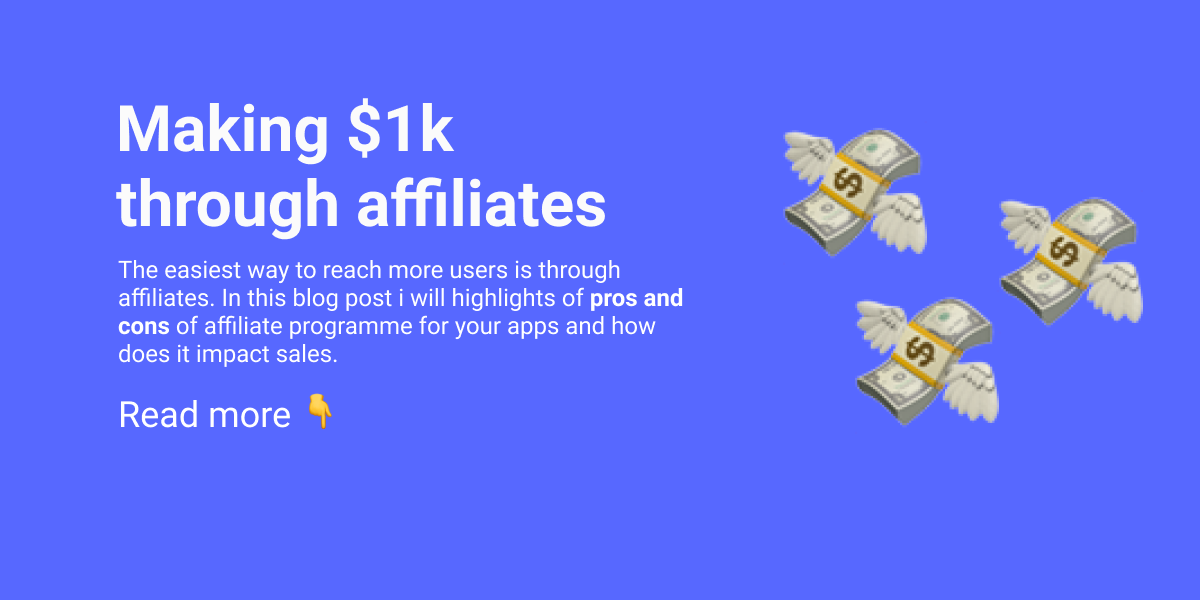 Making $1k
through affiliates
The easiest way to reach more users is through
affiliates. In this blog post i will highlights of pros and
cons of affiliate programme for your apps and how
does it impact sales.
Read more 👇